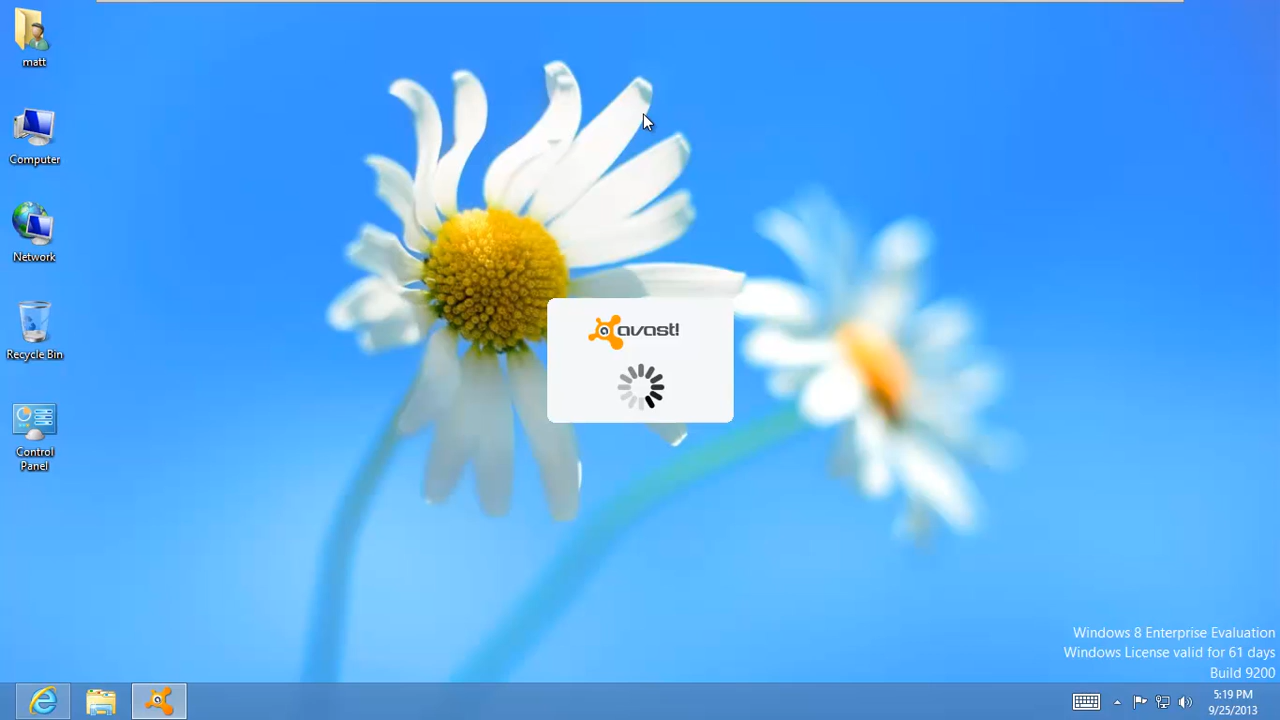 matt
Computer
Network
Recycle Bin
Control
Panel
avast!
Windows 8 Enterprise Evaluation
Windows License valid for 61 days
Build 9200
5:19 PM
9/25/2013